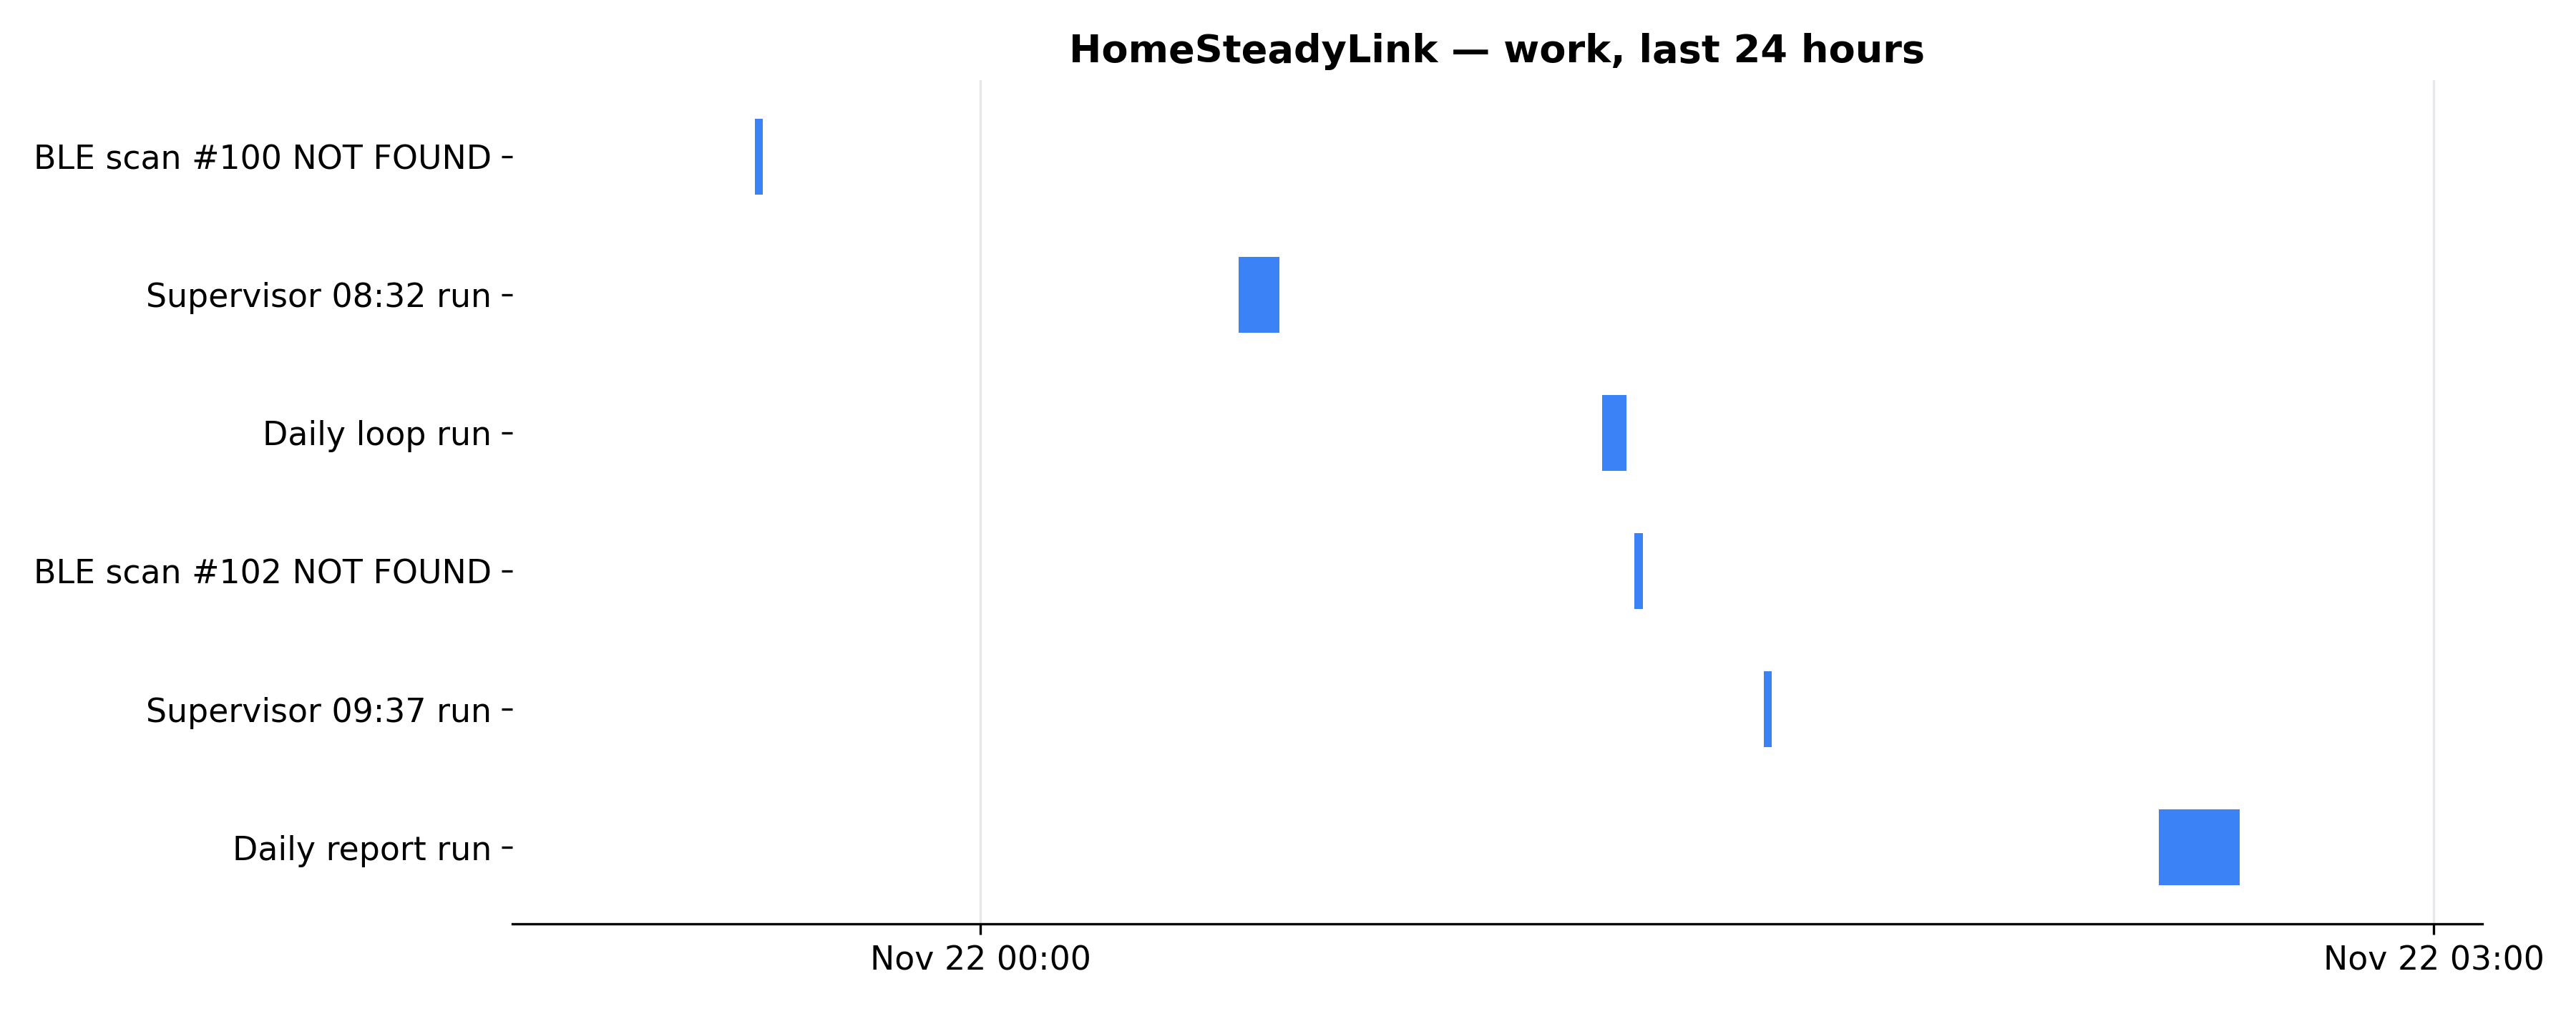 HomeSteadyLink — work, last 24 hours
BLE scan #100 NOT FOUND
Supervisor 08:32 run
Daily loop run
BLE scan #102 NOT FOUND
Supervisor 09:37 run
Daily report run
Nov 22 00:00
Nov 22 03:00